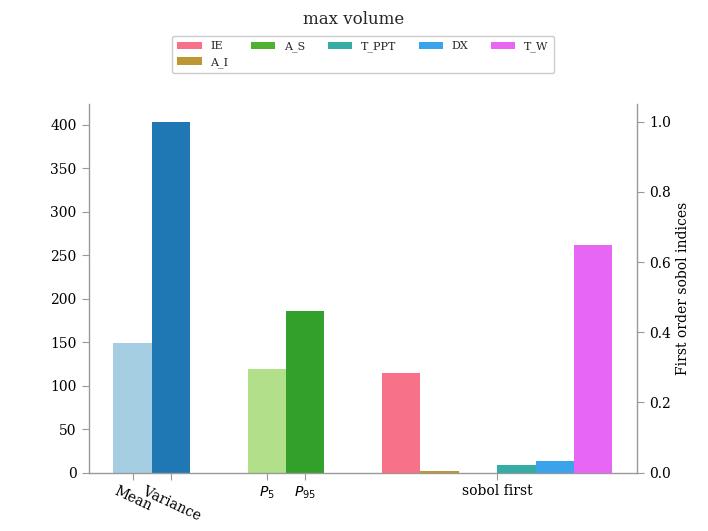 max volume
IE A_S T_PPT DX T_W
A_I
400
350
300
250
200
150
100
50
0
1.0
0.8
0.6
0.4
0.2
0.0
First order sobol indices
Mean
Variance
P5
P95
sobol first